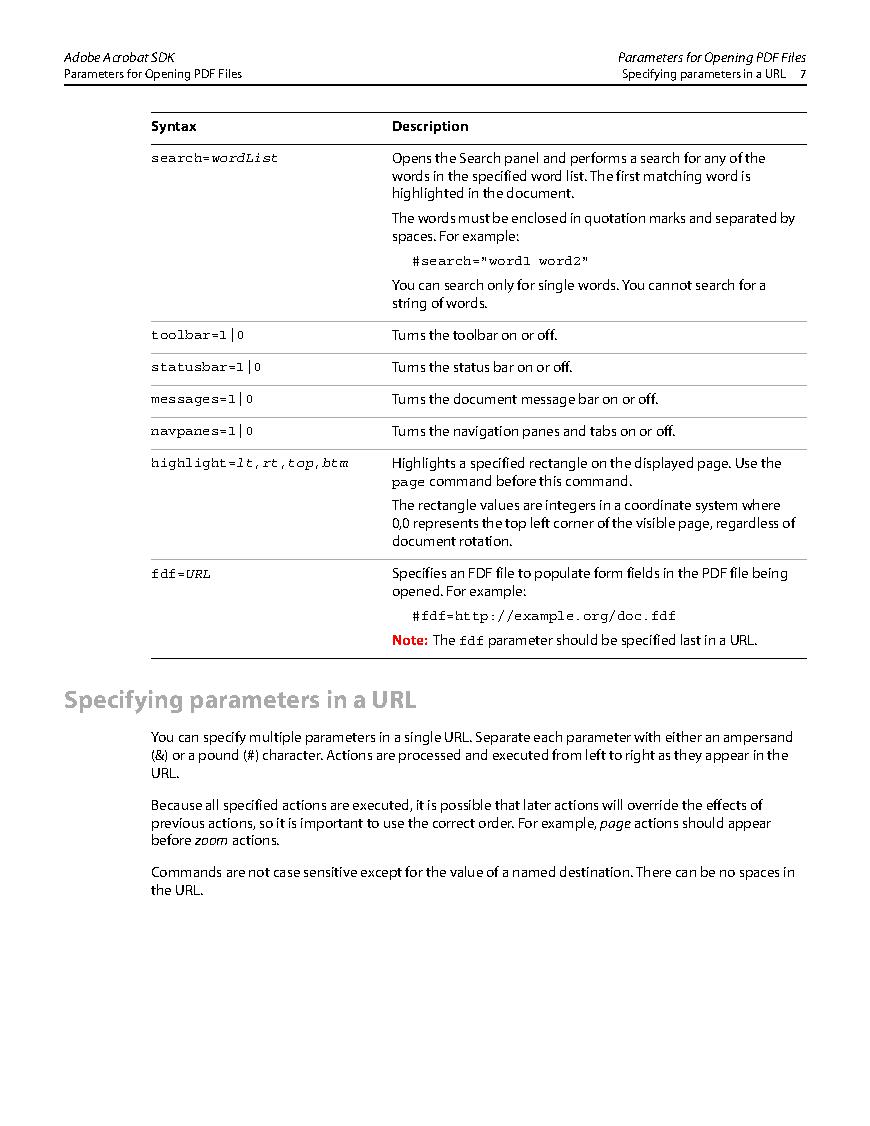 Adobe Acrobat SDK
Parameters for Opening PDF Files
Parameters for Opening PDF Files
Specifying parameters in a URL 7
Syntax
Description
search=wordList
Opens the Search panel and performs a search for any of the
words in the specified word list. The first matching word is
highlighted in the document.
The words must be enclosed in quotation marks and separated by
spaces. For example:
#search="word1 word2"
You can search only for single words. You cannot search for a
string of words.
toolbar=1|0
Turns the toolbar on or off.
statusbar=1|0
Turns the status bar on or off.
messages=1|0
Turns the document message bar on or off.
navpanes=1|0
Turns the navigation panes and tabs on or off.
highlight=lt,rt,top,btm
Highlights a specified rectangle on the displayed page. Use the
page command before this command.
The rectangle values are integers in a coordinate system where
0,0 represents the top left corner of the visible page, regardless of
document rotation.
fdf=URL
Specifies an FDF file to populate form fields in the PDF file being
opened. For example:
#fdf=http://example.org/doc.fdf
Note: The fdf parameter should be specified last in a URL.
Specifying parameters in a URL
You can specify multiple parameters in a single URL. Separate each parameter with either an ampersand
(&) or a pound (#) character. Actions are processed and executed from left to right as they appear in the
URL.
Because all specified actions are executed, it is possible that later actions will override the effects of
previous actions, so it is important to use the correct order. For example, page actions should appear
before zoom actions.
Commands are not case sensitive except for the value of a named destination. There can be no spaces in
the URL.